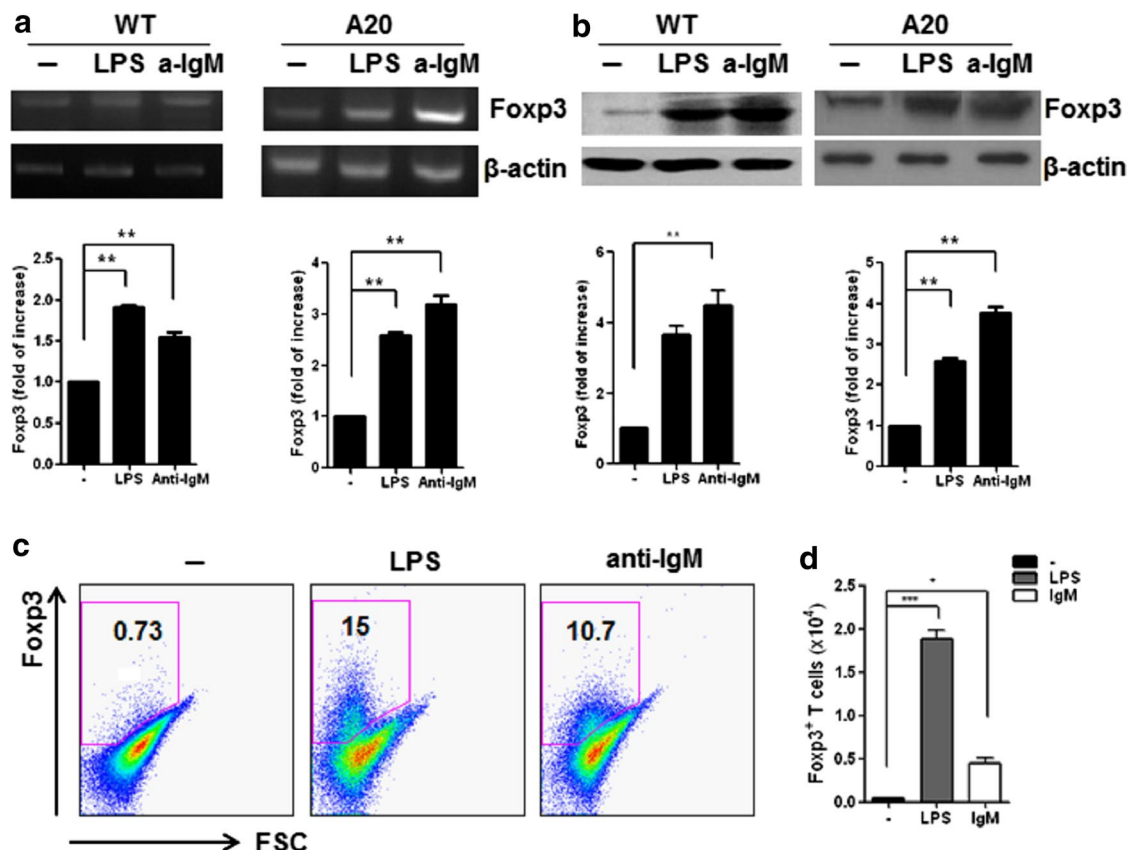 a
WT
A20
– LPS a-IgM
– LPS a-IgM
Foxp3
β-actin
b
WT
A20
– LPS a-IgM
– LPS a-IgM
Foxp3
β-actin
Foxp3 (fold of increase)
2.5
2.0
1.5
1.0
0.5
0.0
**
**
- LPS Anti-IgM
Foxp3 (fold of increase)
4
3
2
1
0
**
**
- LPS Anti-IgM
Foxp3 (fold of increase)
6
4
2
0
**
- LPS Anti-IgM
Foxp3 (fold of increase)
5
4
3
2
1
0
**
**
- LPS Anti-IgM
c
– LPS anti-IgM
Foxp3
0.73
15
10.7
FSC
d
-
LPS
IgM
Foxp3⁺ T cells (x10⁴)
2.5
2.0
1.5
1.0
0.5
0.0
*
***
- LPS IgM